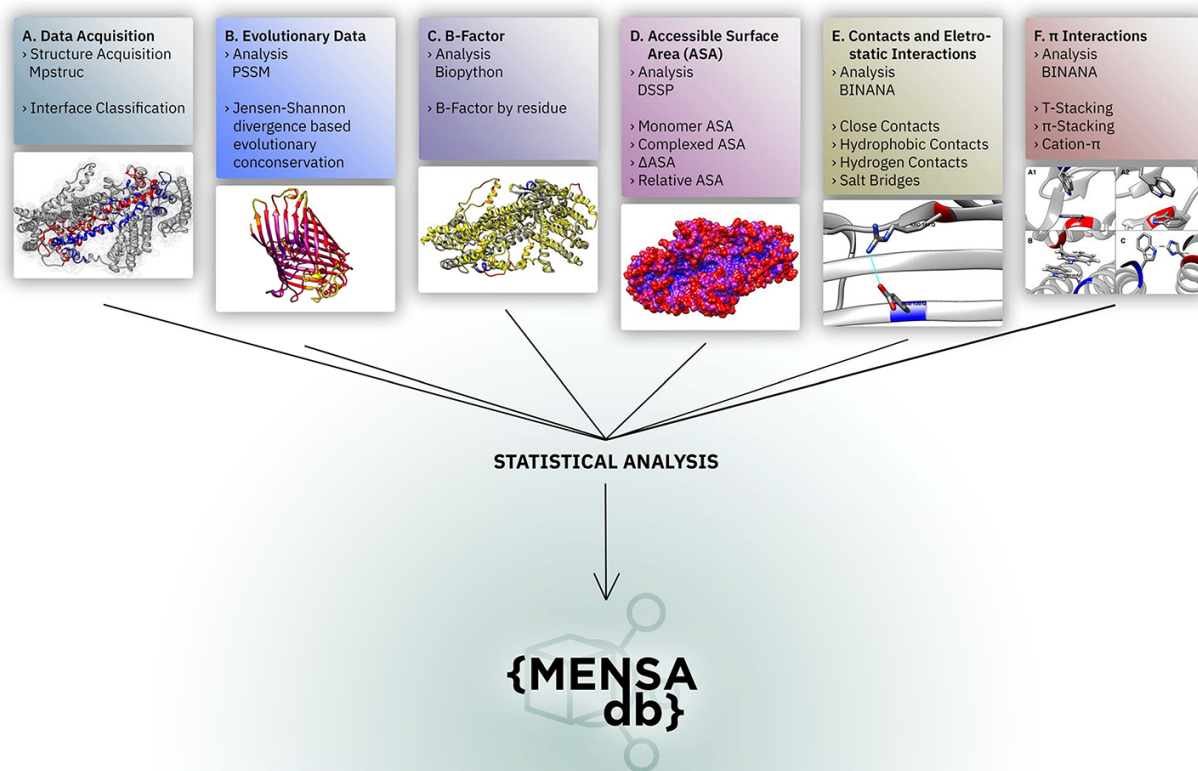 A. Data Acquisition
› Structure Acquisition
Mpstruc
› Interface Classification
B. Evolutionary Data
› Analysis
PSSM
› Jensen-Shannon
divergence based
evolutionary
conconservation
C. B-Factor
› Analysis
Biopython
› B-Factor by residue
D. Accessible Surface
Area (ASA)
› Analysis
DSSP
› Monomer ASA
› Complexed ASA
› ΔASA
› Relative ASA
E. Contacts and Eletro-
static Interactions
› Analysis
BINANA
› Close Contacts
› Hydrophobic Contacts
› Hydrogen Contacts
› Salt Bridges
F. π Interactions
› Analysis
BINANA
› T-Stacking
› π-Stacking
› Cation-π
A1
A2
B
C
STATISTICAL ANALYSIS
{MENSA
db}